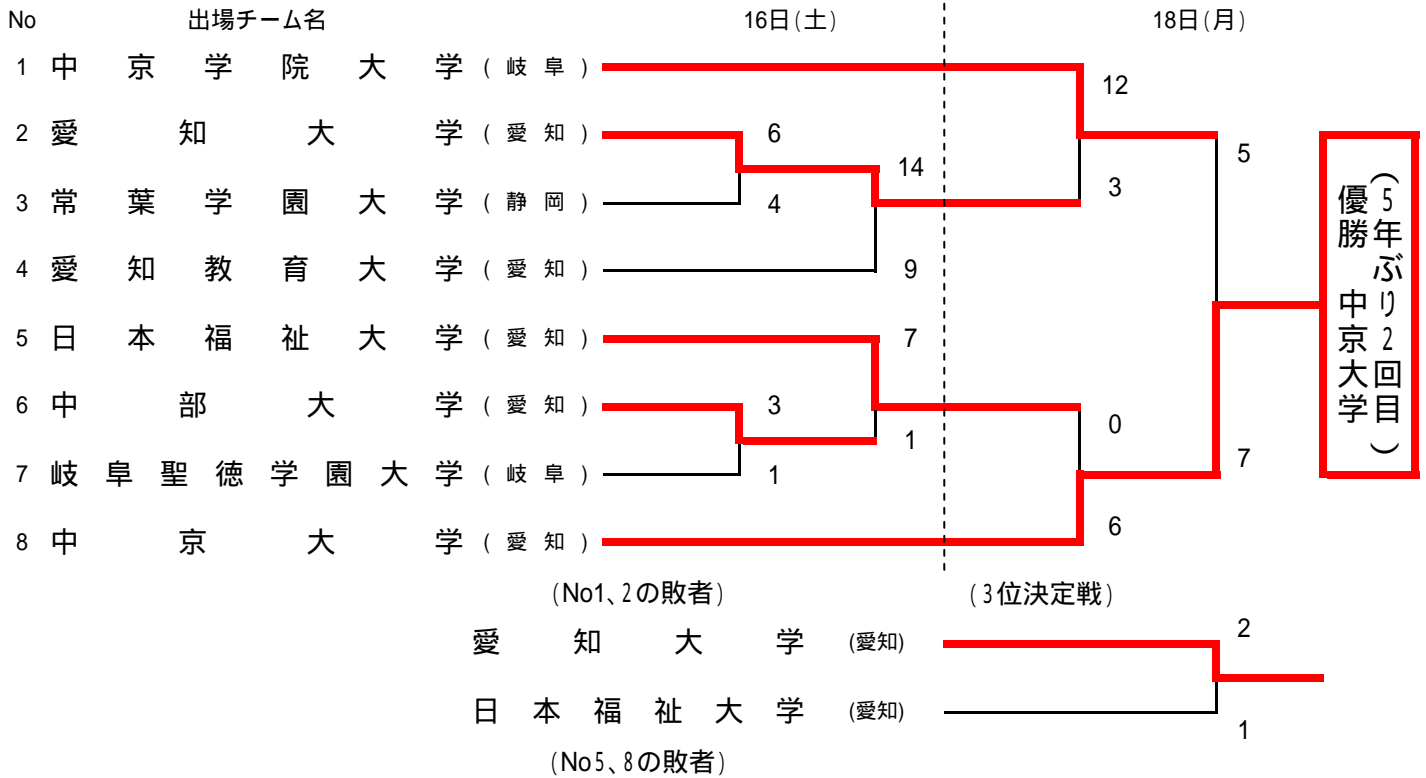 No 出場チーム名 16日(土) 18日(月)
1 中京学院大学(岐阜)
12
2 愛知大学(愛知) 6
5
14
3
3 常葉学園大学(静岡) 4
4 愛知教育大学(愛知) 9
5 日本福祉大学(愛知) 7
6 中部大学(愛知) 3
0
1
7
7 岐阜聖徳学園大学(岐阜) 1
6
8 中京大学(愛知)
(5年ぶり2回目)
優勝 中京大学
(No1、2の敗者) (3位決定戦)
愛知大学 (愛知) 2
日本福祉大学 (愛知)
1
(No5、8の敗者)